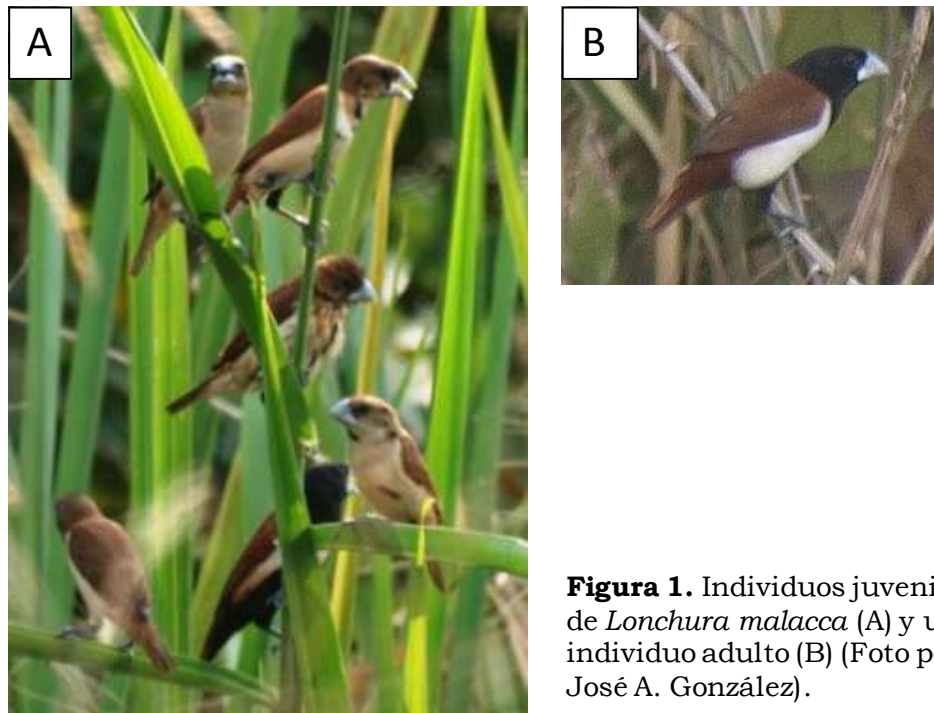 A
B
Figura 1. Individuos juveni
de Lonchura malacca (A) y u
individuo adulto (B) (Foto p
José A. González).